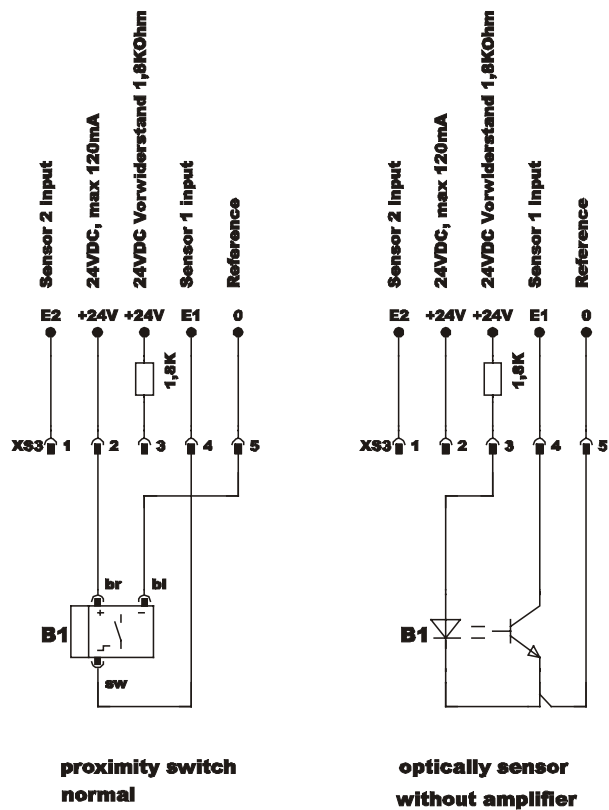 Sensor 2 Input
24VDC, max 120mA
24VDC Vorwiderstand 1,8KOhm
Sensor 1 input
Reference
E2 +24V +24V E1 0
1,8K
XS3 1 2 3 4 5
br bl
+ –
B1
sw
proximity switch
normal
Sensor 2 Input
24VDC, max 120mA
24VDC Vorwiderstand 1,8KOhm
Sensor 1 Input
Reference
E2 +24V +24V E1 0
1,8K
XS3 1 2 3 4 5
B1
optically sensor
without amplifier